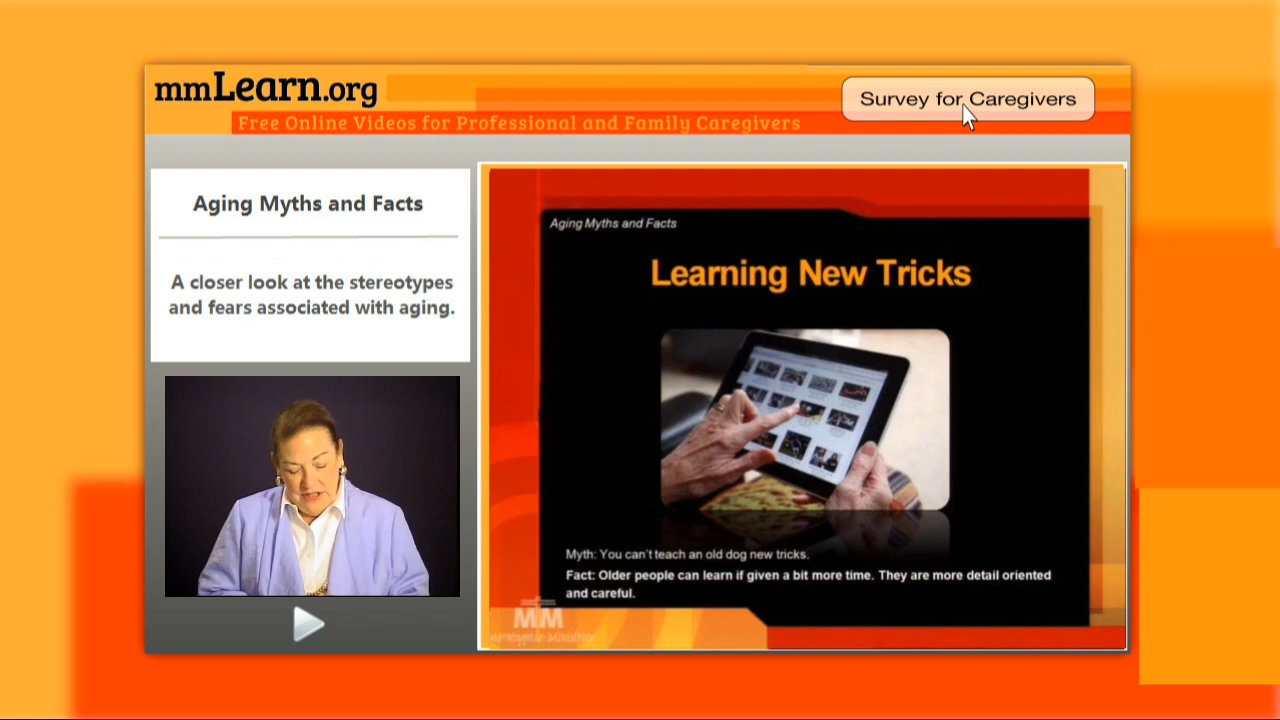 mmLearn.org
Survey for Caregivers
Free Online Videos for Professional and Family Caregivers
Aging Myths and Facts
A closer look at the stereotypes
and fears associated with aging.
Aging Myths and Facts
Learning New Tricks
Myth: You can't teach an old dog new tricks.
Fact: Older people can learn if given a bit more time. They are more detail oriented
and careful.
MM